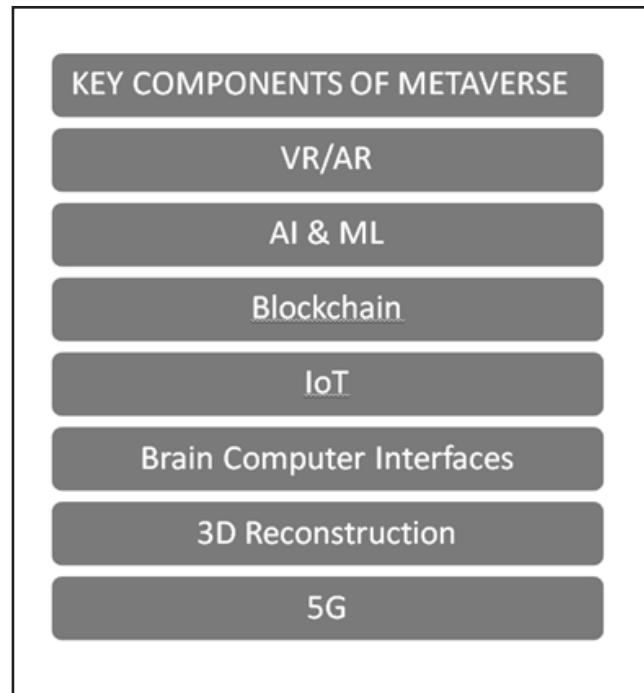 KEY COMPONENTS OF METAVERSE
VR/AR
AI & ML
Blockchain
IoT
Brain Computer Interfaces
3D Reconstruction
5G